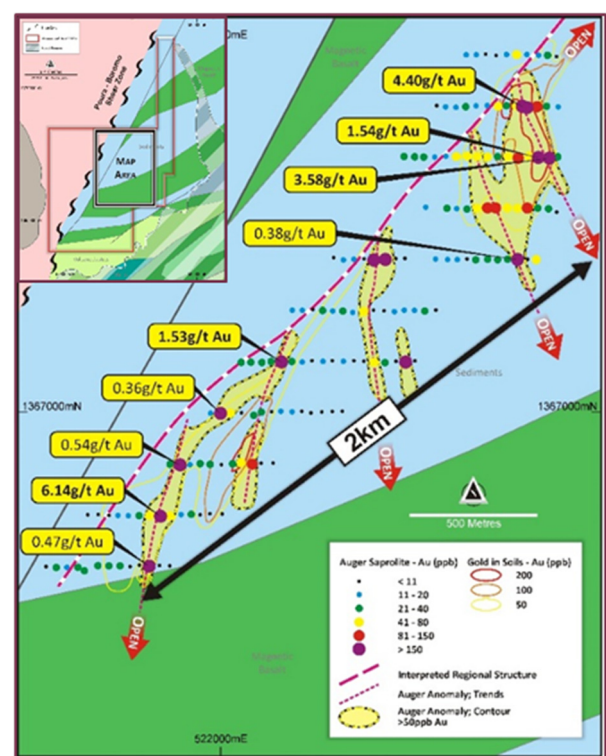 Poura - Boromo
Shear Zone
MAP
AREA
Magmatic
Basalt
OPEN
4.40g/t Au
1.54g/t Au
3.58g/t Au
0.38g/t Au
OPEN
OPEN
1.53g/t Au
Sediments
0.36g/t Au
1367000mN
1367000mN
2km
0.54g/t Au
OPEN
6.14g/t Au
500 Metres
0.47g/t Au
OPEN
Magmatic
Basalt
522000mE
Auger Saprolite - Au (ppb)
< 11
11 - 20
21 - 40
41 - 80
81 - 150
> 150
Gold in Soils - Au (ppb)
200
100
50
Interpreted Regional Structure
Auger Anomaly; Trends
Auger Anomaly; Contour
>50ppb Au